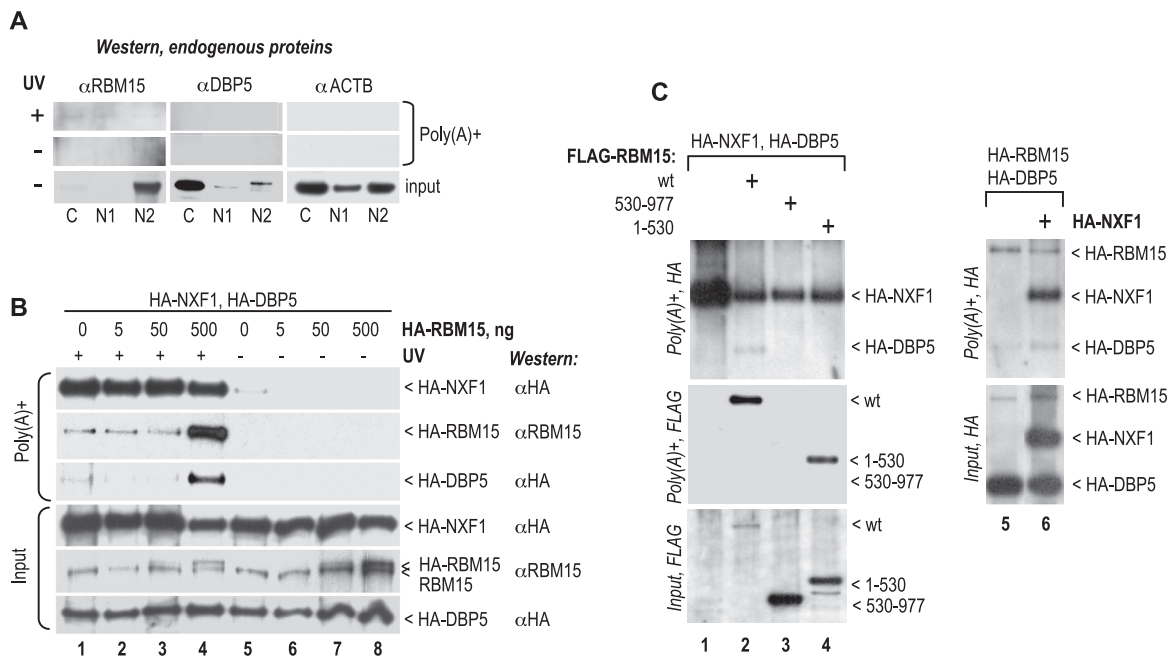 A
Western, endogenous proteins
UV αRBM15 αDBP5 αACTB
+
-
Poly(A)+
- input
C N1 N2 C N1 N2 C N1 N2
B
HA-NXF1, HA-DBP5
0 5 50 500 0 5 50 500 HA-RBM15, ng
+ + + + - - - - UV Western:
Poly(A)+
< HA-NXF1 αHA
< HA-RBM15 αRBM15
< HA-DBP5 αHA
Input
< HA-NXF1 αHA
< HA-RBM15 αRBM15
< RBM15
< HA-DBP5 αHA
1 2 3 4 5 6 7 8
C
HA-NXF1, HA-DBP5
FLAG-RBM15:
wt +
530-977 +
1-530 +
Poly(A)+, HA
< HA-NXF1
< HA-DBP5
Poly(A)+, FLAG
< wt
< 1-530
< 530-977
Input, FLAG
< wt
< 1-530
< 530-977
1 2 3 4
HA-RBM15
HA-DBP5
+ HA-NXF1
Poly(A)+, HA
< HA-RBM15
< HA-NXF1
< HA-DBP5
Input, HA
< HA-RBM15
< HA-NXF1
< HA-DBP5
5 6